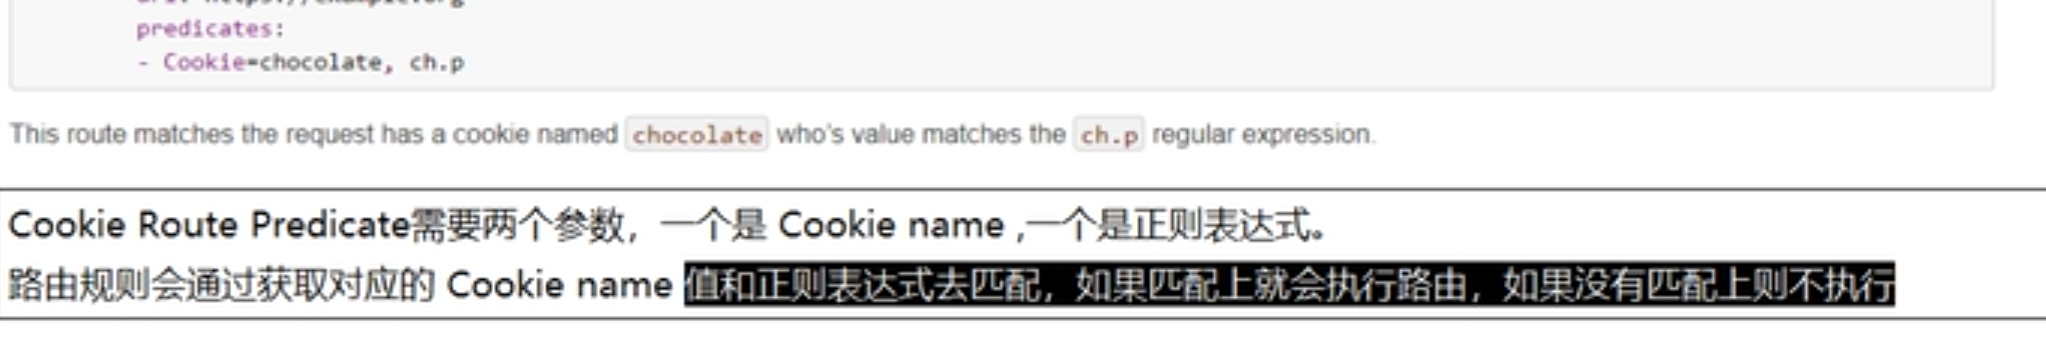 predicates:
- Cookie=chocolate, ch.p
This route matches the request has a cookie named chocolate who's value matches the ch.p regular expression.
Cookie Route Predicate需要两个参数，一个是 Cookie name ,一个是正则表达式。
路由规则会通过获取对应的 Cookie name 值和正则表达式去匹配，如果匹配上就会执行路由，如果没有匹配上则不执行